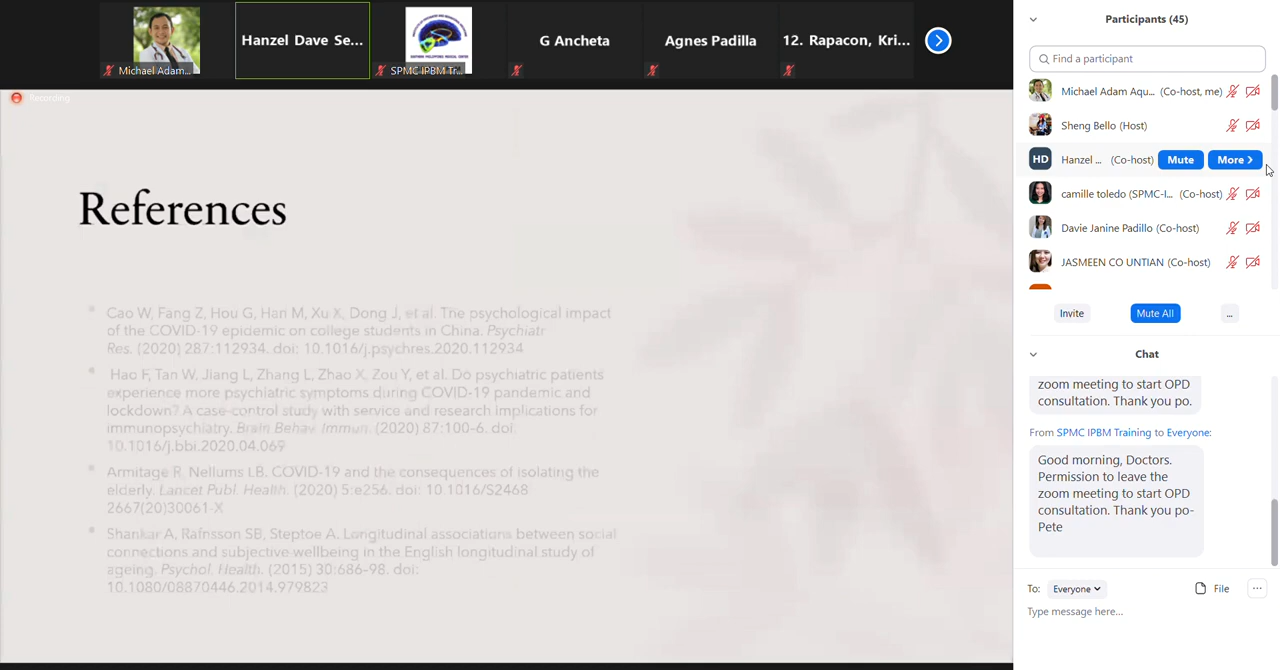 Michael Adam...
Hanzel Dave Se...
SPMC IPBM Tr...
G Ancheta
Agnes Padilla
12. Rapacon, Kri...
Recording
References
Cao W, Fang Z, Hou G, Han M, Xu X, Dong J, et al. The psychological impact
of the COVID-19 epidemic on college students in China. Psychiatr
Res. (2020) 287:112934. doi: 10.1016/j.psychres.2020.112934
Hao F, Tan W, Jiang L, Zhang L, Zhao X, Zou Y, et al. Do psychiatric patients
experience more psychiatric symptoms during COVID-19 pandemic and
lockdown? A case-control study with service and research implications for
immunopsychiatry. Brain Behav. Immun. (2020) 87:100-6. doi:
10.1016/j.bbi.2020.04.069
Armitage R, Nellums LB. COVID-19 and the consequences of isolating the
elderly. Lancet Publ. Health. (2020) 5:e256. doi: 10.1016/S2468
2667(20)30061-X
Shankar A, Rafnsson SB, Steptoe A. Longitudinal associations between social
connections and subjective wellbeing in the English longitudinal study of
ageing. Psychol. Health. (2015) 30:686-98. doi:
10.1080/08870446.2014.979823
Participants (45)
Find a participant
Michael Adam Aqu... (Co-host, me)
Sheng Bello (Host)
HD Hanzel ... (Co-host) Mute More >
camille toledo (SPMC-I... (Co-host)
Davie Janine Padillo (Co-host)
JASMEEN CO UNTIAN (Co-host)
Invite Mute All ...
Chat
zoom meeting to start OPD
consultation. Thank you po.
From SPMC IPBM Training to Everyone:
Good morning, Doctors.
Permission to leave the
zoom meeting to start OPD
consultation. Thank you po-
Pete
To: Everyone File ...
Type message here...